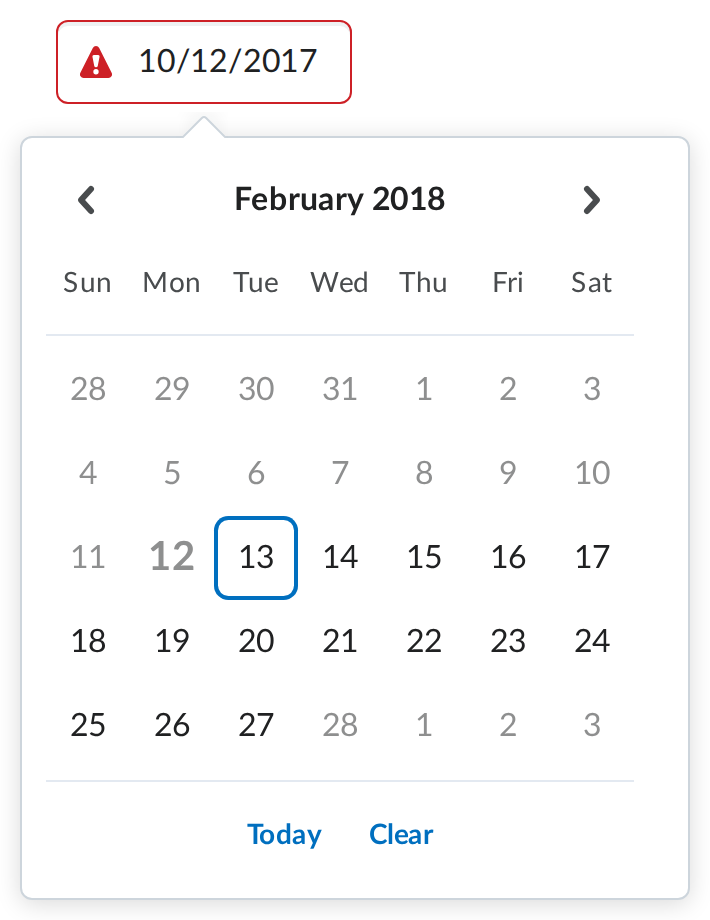 10/12/2017
February 2018
Sun Mon Tue Wed Thu Fri Sat
28 29 30 31 1 2 3
4 5 6 7 8 9 10
11 12 13 14 15 16 17
18 19 20 21 22 23 24
25 26 27 28 1 2 3
Today Clear